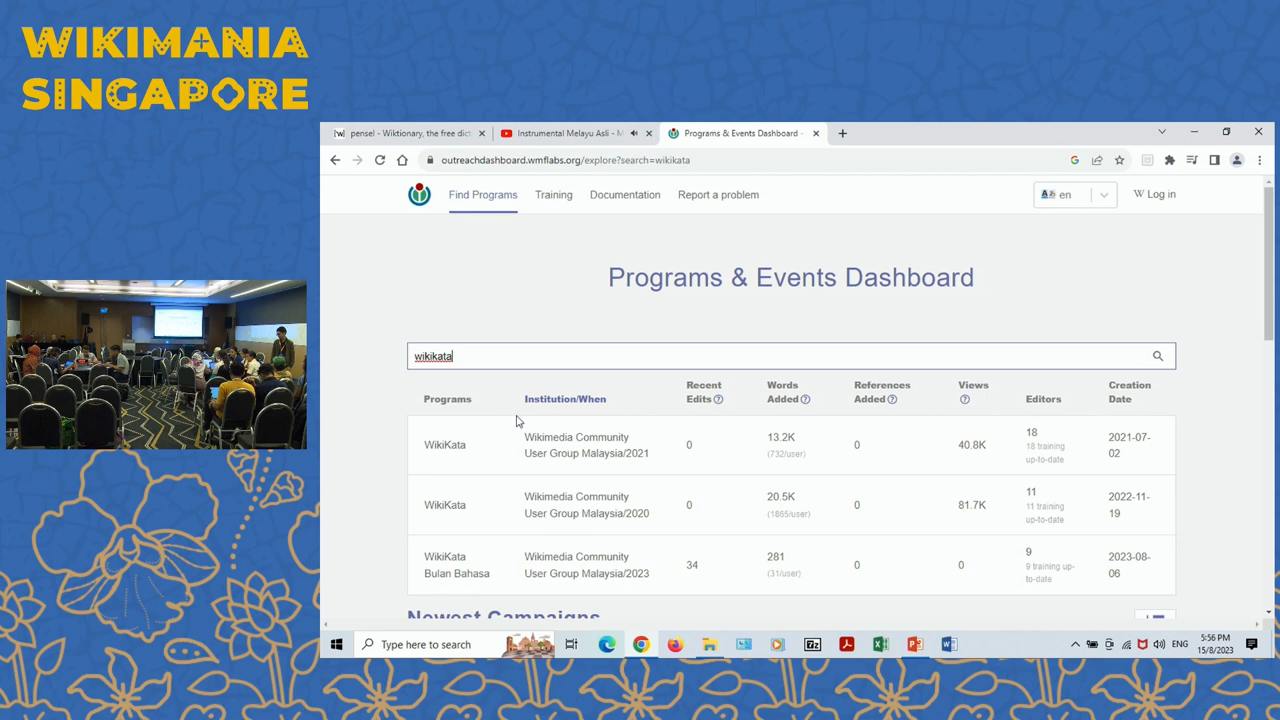 WIKIMANIA
SINGAPORE
pensel - Wiktionary, the free dict
Instrumental Melayu Asli - M
Programs & Events Dashboard -
outreachdashboard.wmflabs.org/explore?search=wikikata
Find Programs
Training
Documentation
Report a problem
en
Log in
Programs & Events Dashboard
wikikata
Programs
Institution/When
Recent
Edits
Words
Added
References
Added
Views
Editors
Creation
Date
WikiKata
Wikimedia Community
User Group Malaysia/2021
0
13.2K
(732/user)
0
40.8K
18
18 training
up-to-date
2021-07-
02
WikiKata
Wikimedia Community
User Group Malaysia/2020
0
20.5K
(1865/user)
0
81.7K
11
11 training
up-to-date
2022-11-
19
WikiKata
Bulan Bahasa
Wikimedia Community
User Group Malaysia/2023
34
281
(31/user)
0
0
9
9 training up-
to-date
2023-08-
06
Newest Campaigns
Type here to search
ENG
5:56 PM
15/8/2023